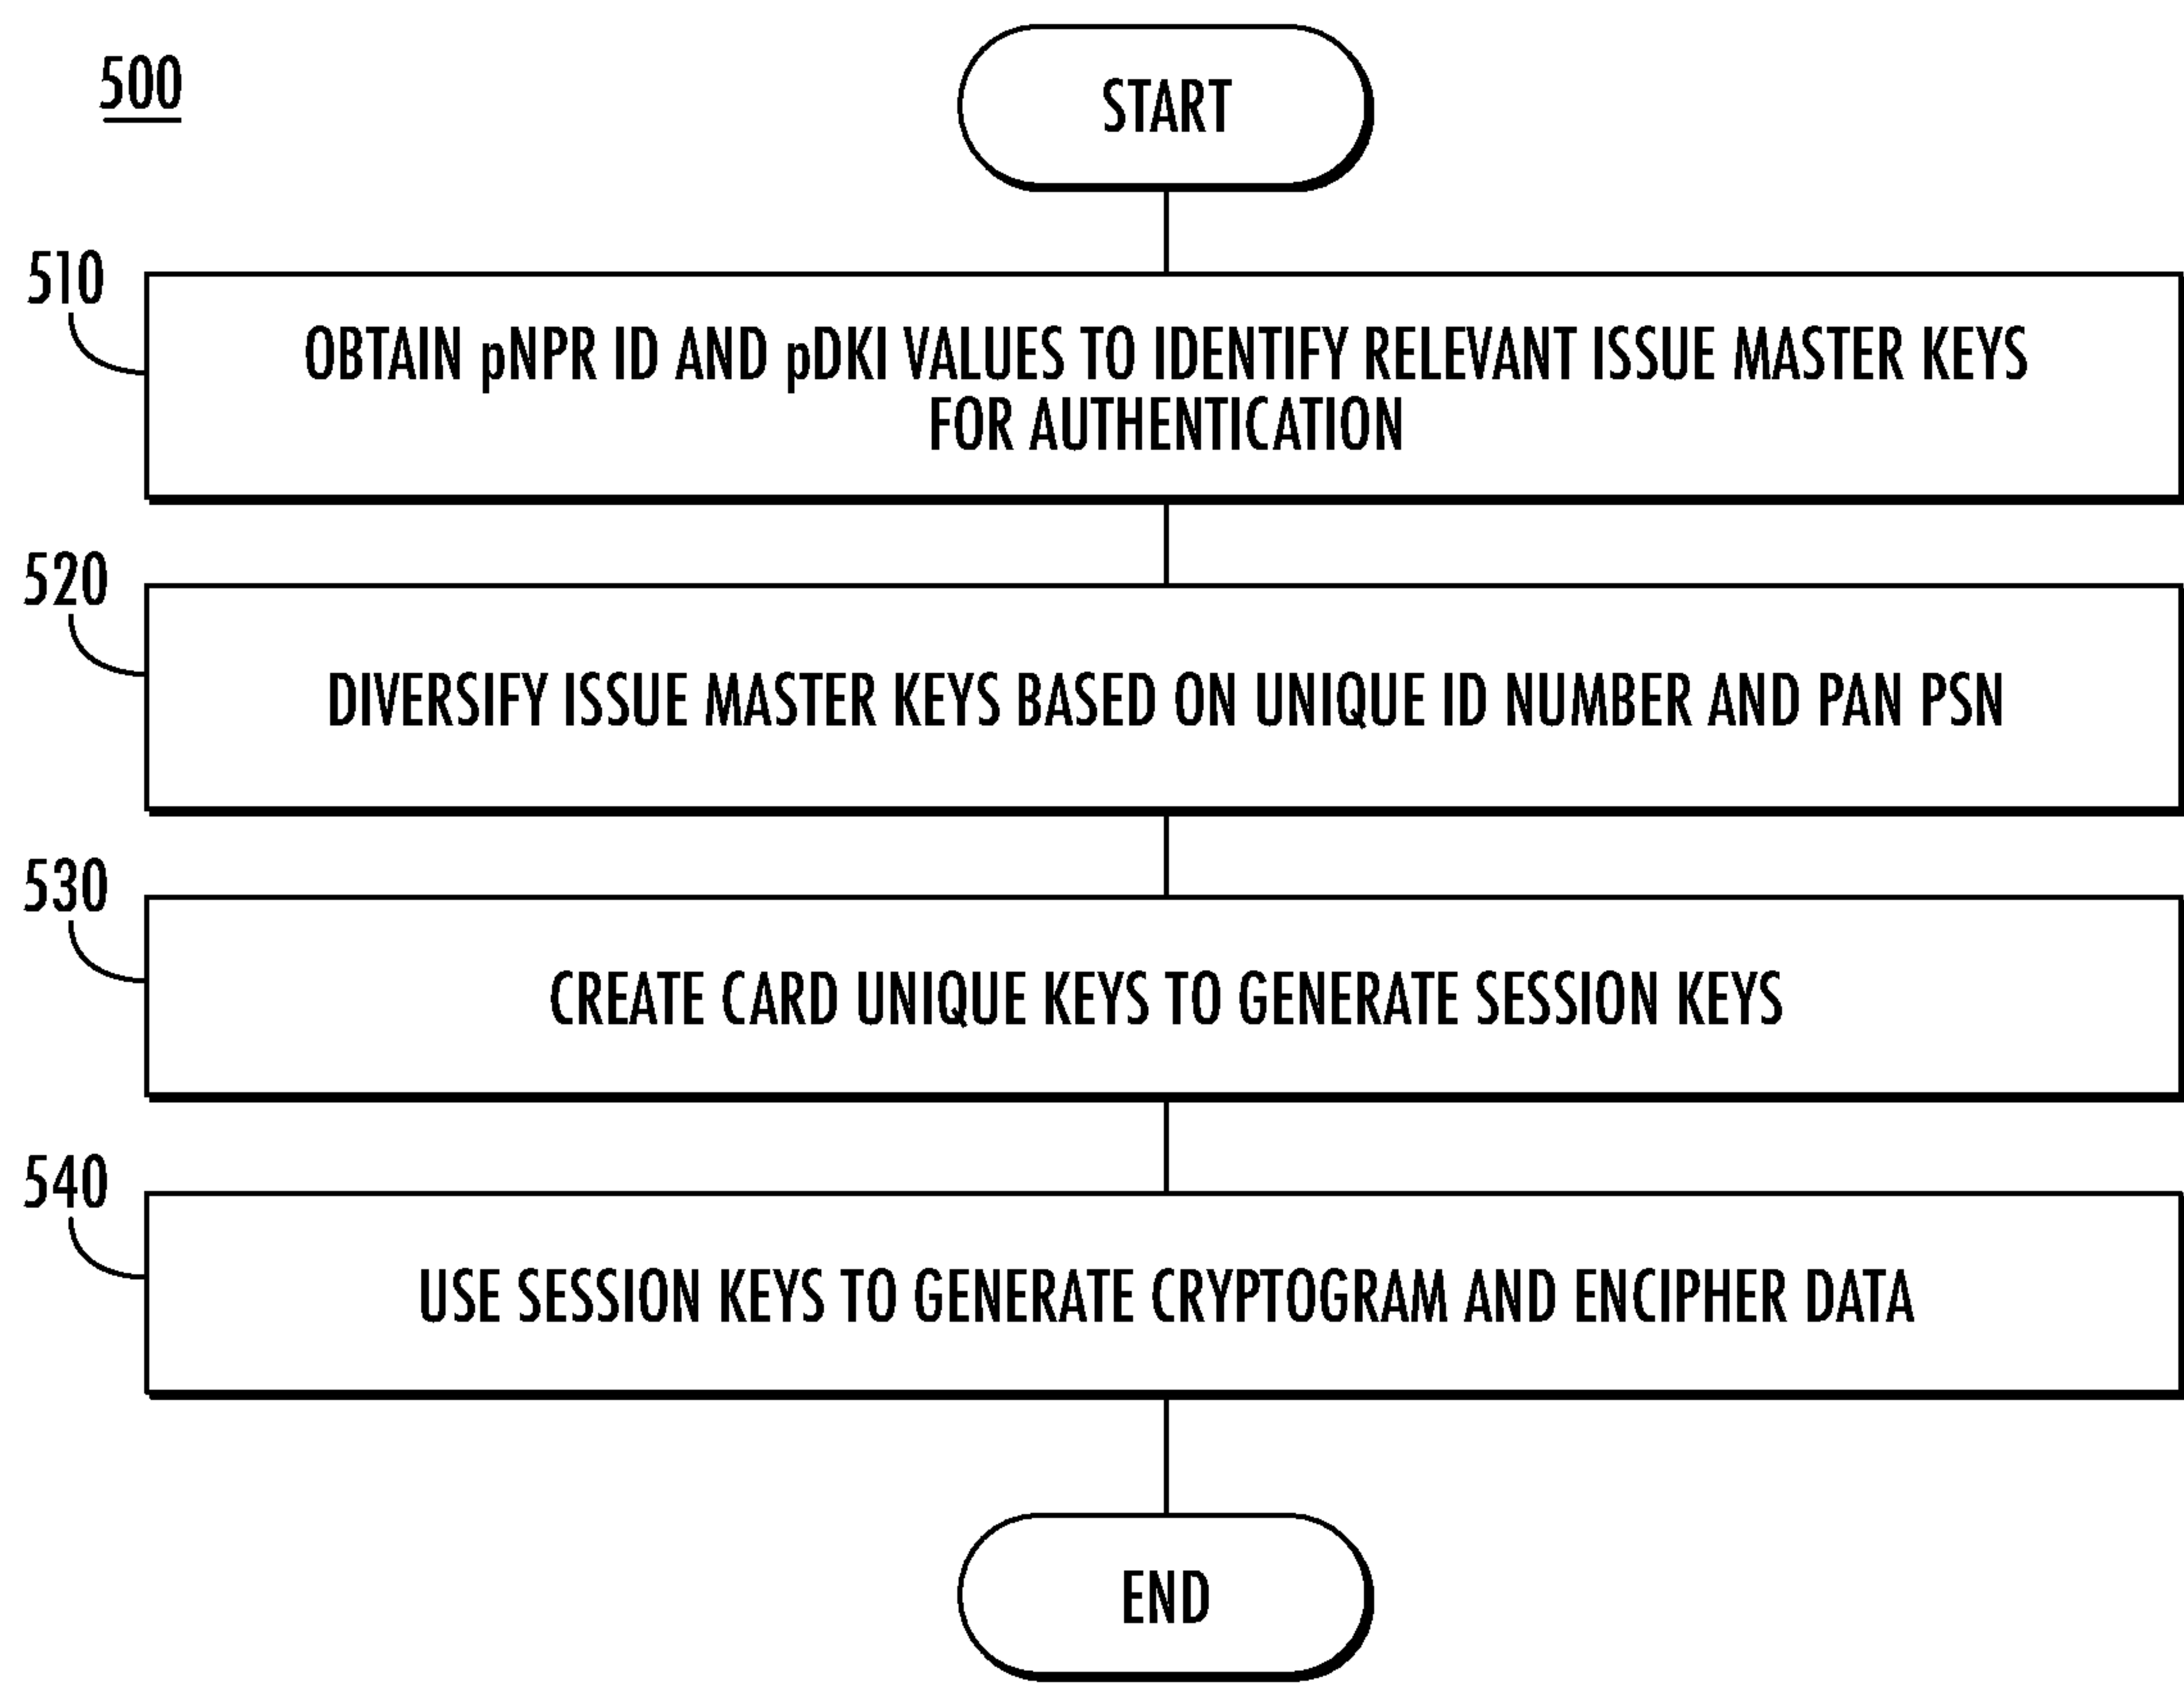 500
START
510
OBTAIN pNPR ID AND pDKI VALUES TO IDENTIFY RELEVANT ISSUE MASTER KEYS
FOR AUTHENTICATION
520
DIVERSIFY ISSUE MASTER KEYS BASED ON UNIQUE ID NUMBER AND PAN PSN
530
CREATE CARD UNIQUE KEYS TO GENERATE SESSION KEYS
540
USE SESSION KEYS TO GENERATE CRYPTOGRAM AND ENCIPHER DATA
END